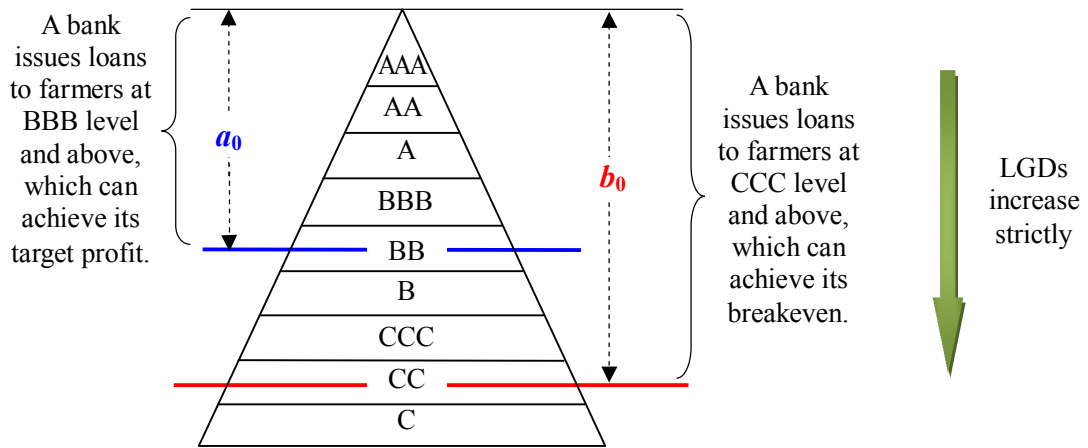 A bank
issues loans
to farmers at
BBB level
and above,
which can
achieve its
target profit.
a0
AAA
AA
A
BBB
BB
B
CCC
CC
C
b0
A bank
issues loans
to farmers at
CCC level
and above,
which can
achieve its
breakeven.
LGDs
increase
strictly